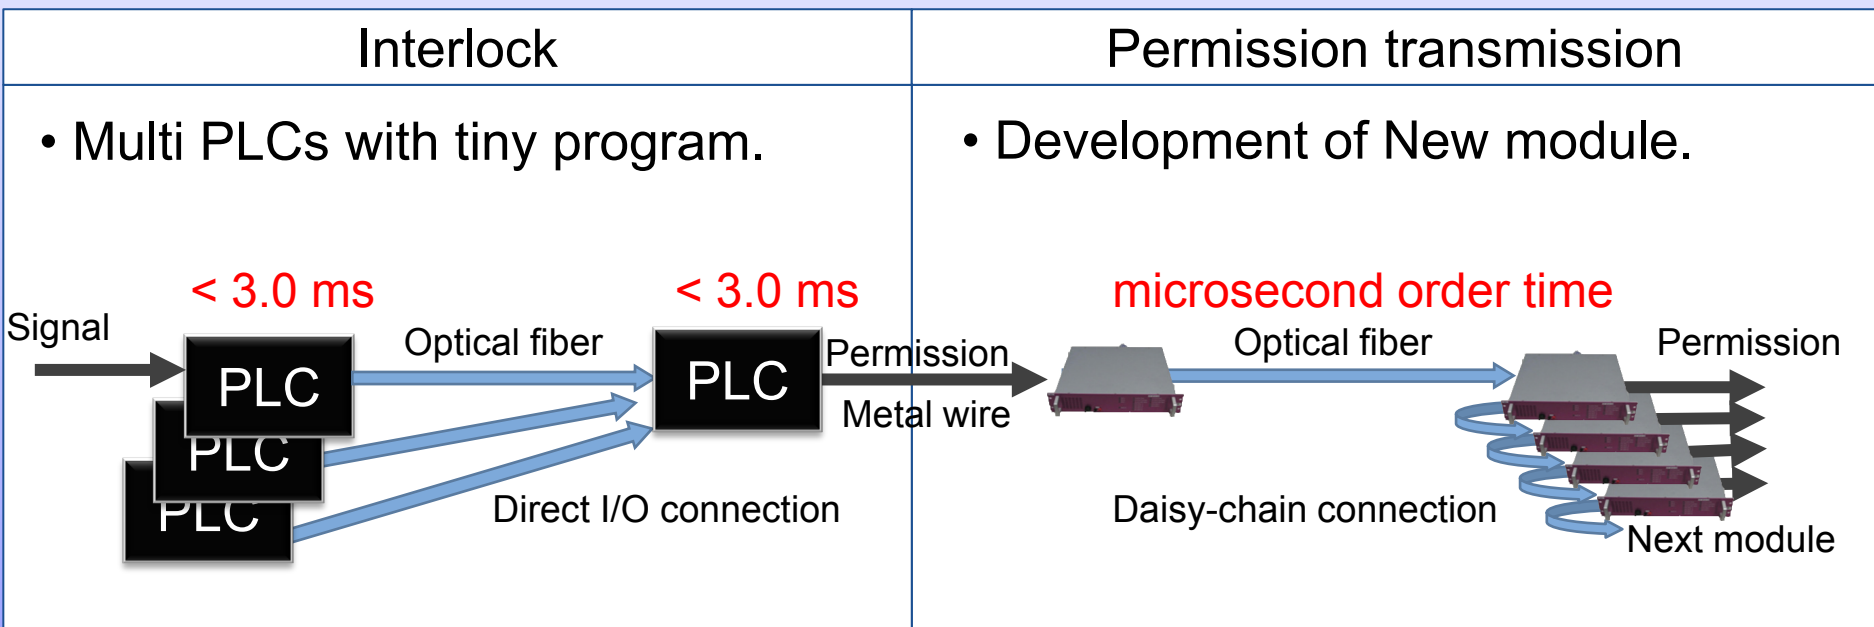 Interlock
Permission transmission
• Multi PLCs with tiny program.
• Development of New module.
< 3.0 ms
< 3.0 ms
microsecond order time
Signal
Optical fiber
Permission
Optical fiber
Permission
PLC
PLC
Metal wire
PLC
PLC
Direct I/O connection
Daisy-chain connection
Next module